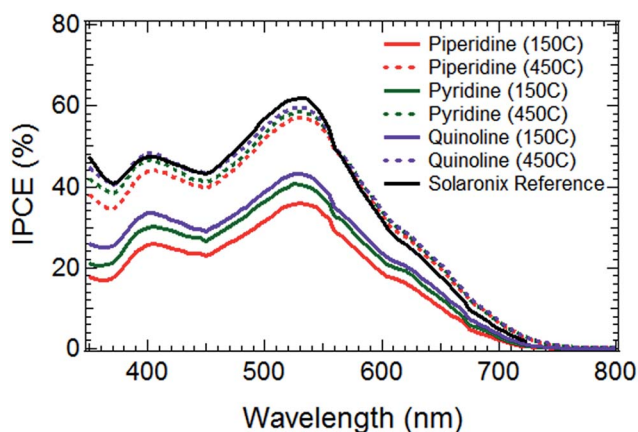 80
60
40
20
0
IPCE (%)
Piperidine (150C)
Piperidine (450C)
Pyridine (150C)
Pyridine (450C)
Quinoline (150C)
Quinoline (450C)
Solaronix Reference
400 500 600 700 800
Wavelength (nm)